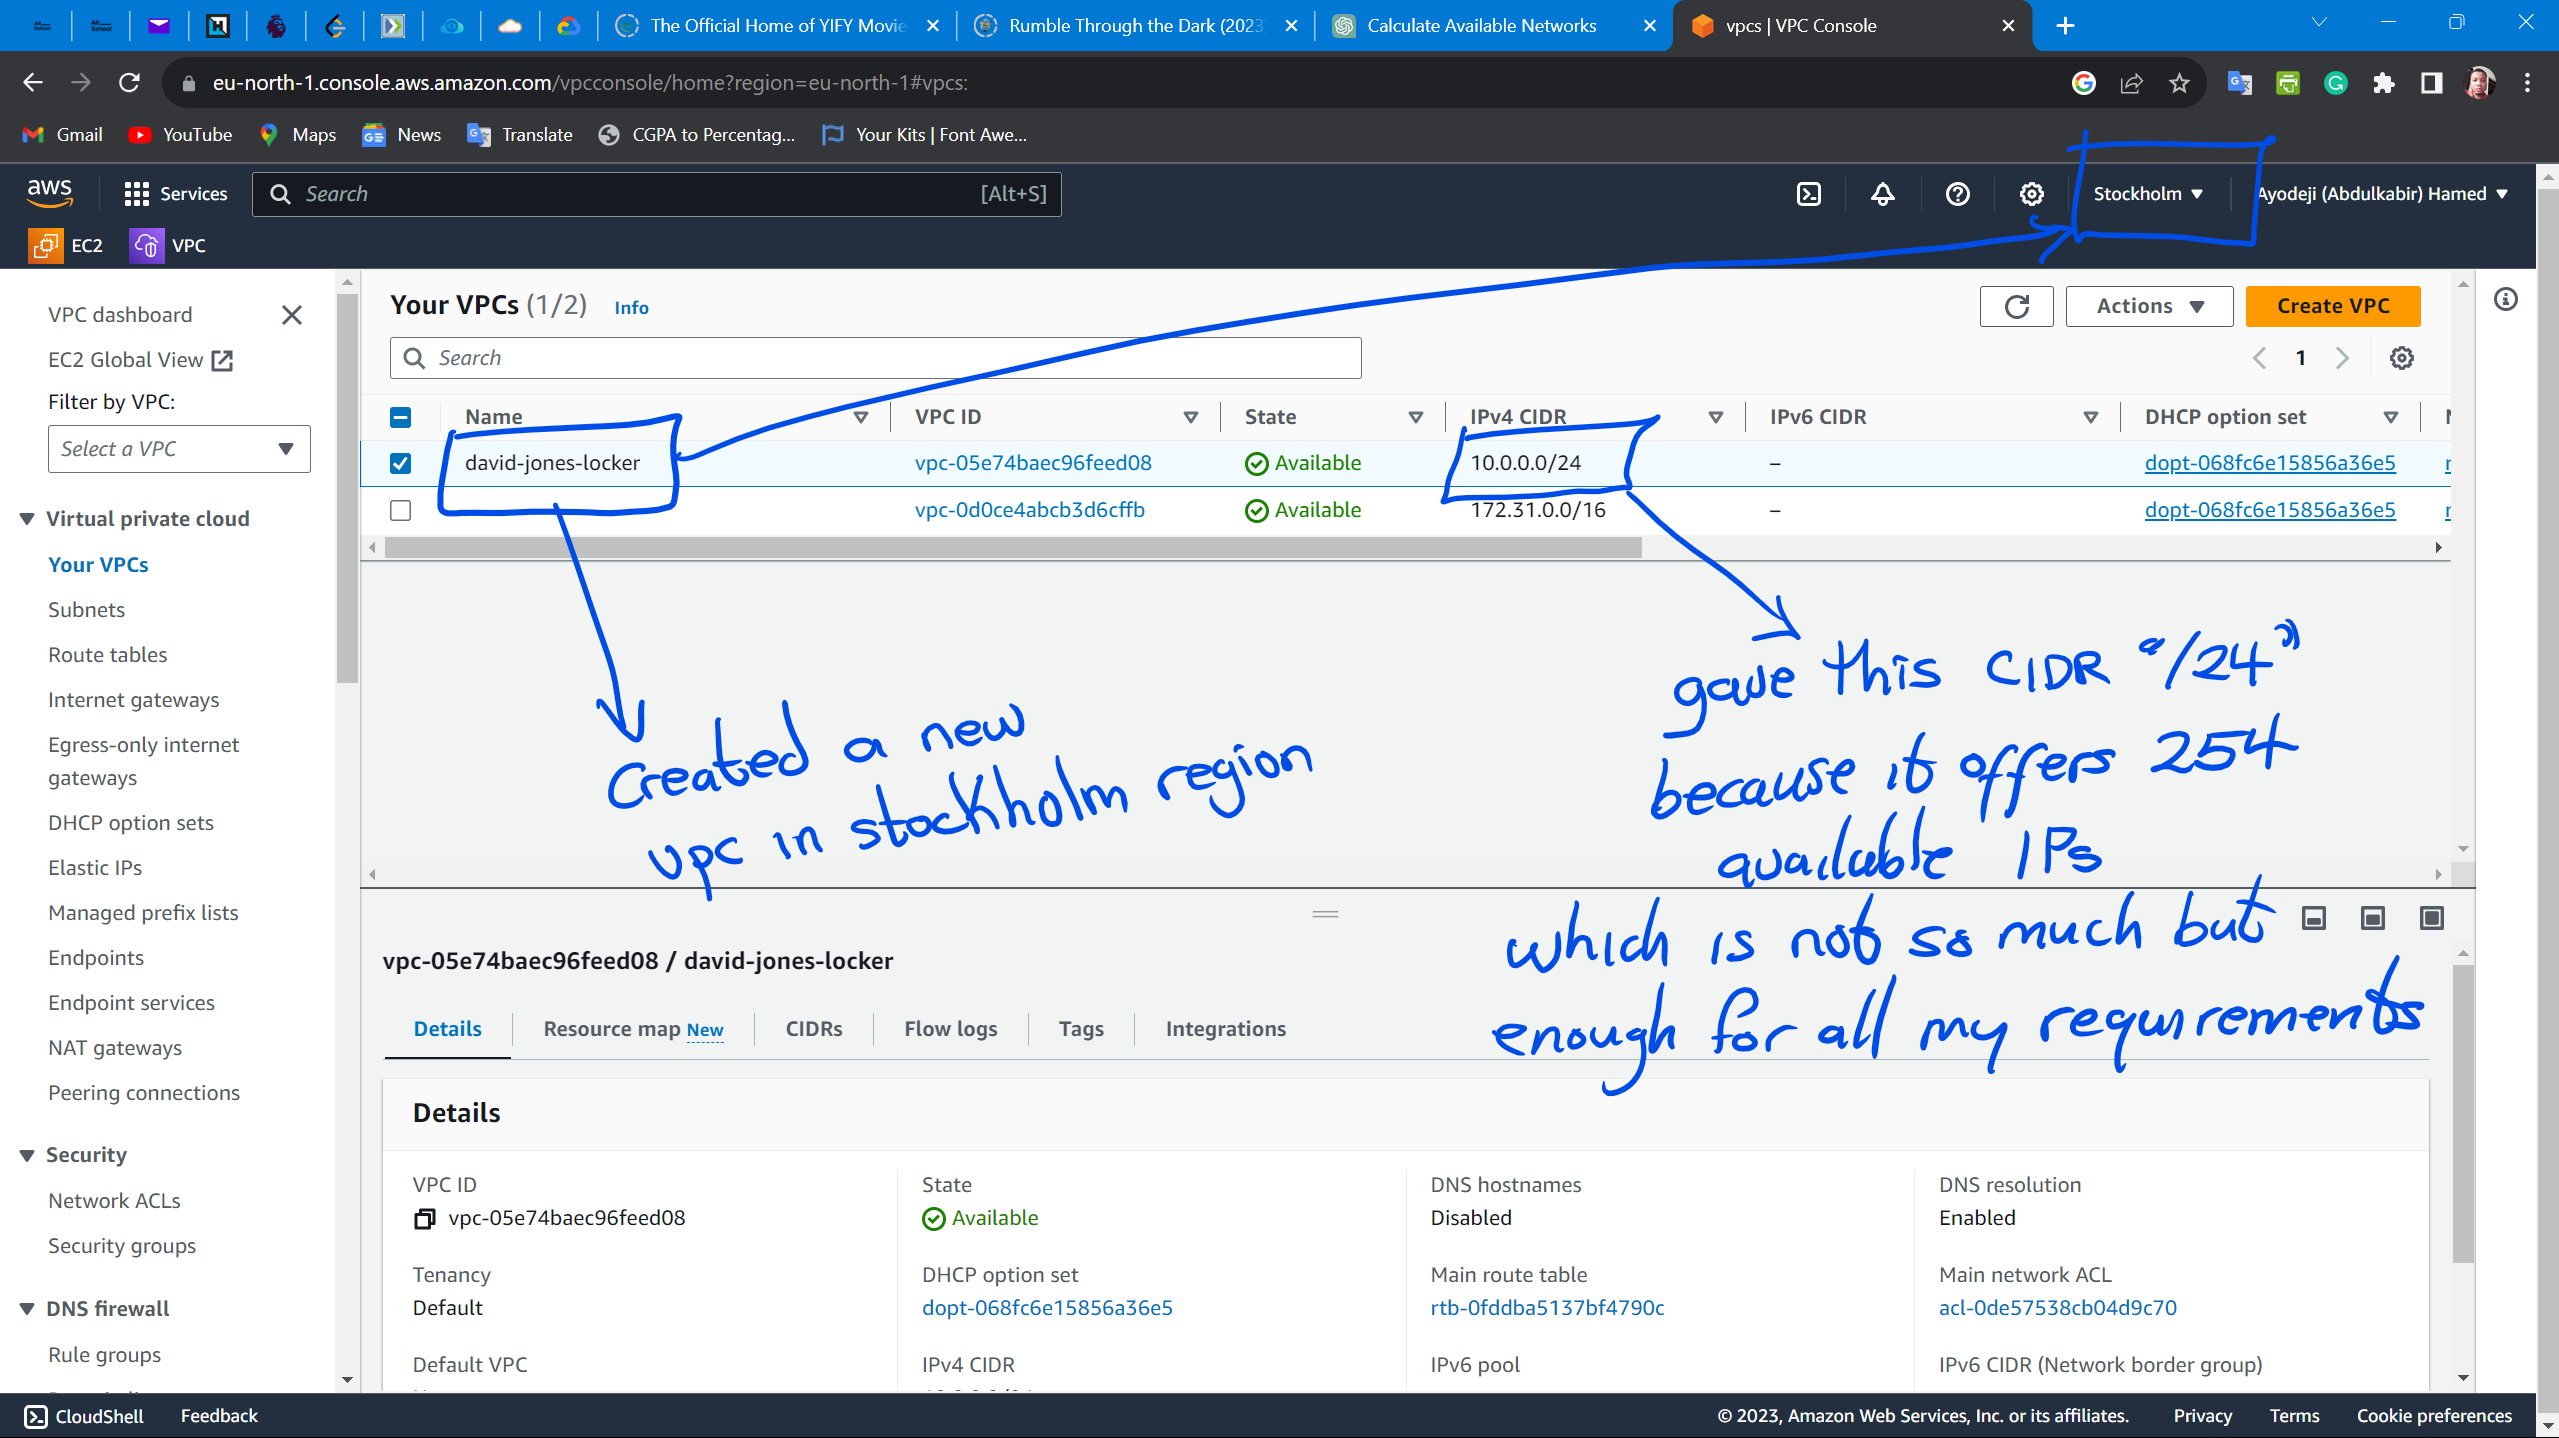 The Official Home of YIFY Movie
Rumble Through the Dark (2023
Calculate Available Networks
vpcs | VPC Console
eu-north-1.console.aws.amazon.com/vpcconsole/home?region=eu-north-1#vpcs:
Gmail YouTube Maps News Translate CGPA to Percentag... Your Kits | Font Awe...
aws Services Search [Alt+S] Stockholm Ayodeji (Abdulkabir) Hamed
EC2 VPC
VPC dashboard
EC2 Global View
Filter by VPC:
Select a VPC
Virtual private cloud
Your VPCs
Subnets
Route tables
Internet gateways
Egress-only internet
gateways
DHCP option sets
Elastic IPs
Managed prefix lists
Endpoints
Endpoint services
NAT gateways
Peering connections
Security
Network ACLs
Security groups
DNS firewall
Rule groups
Your VPCs (1/2) Info
Actions
Create VPC
Search
1
Name VPC ID State IPv4 CIDR IPv6 CIDR DHCP option set
david-jones-locker vpc-05e74baec96feed08 Available 10.0.0.0/24 – dopt-068fc6e15856a36e5
vpc-0d0ce4abcb3d6cffb Available 172.31.0.0/16 – dopt-068fc6e15856a36e5
Created a new
vpc in stockholm region
gave this CIDR "/24"
because it offers 254
available IPs
which is not so much but
enough for all my requirements
vpc-05e74baec96feed08 / david-jones-locker
Details Resource map New CIDRs Flow logs Tags Integrations
Details
VPC ID
vpc-05e74baec96feed08
State
Available
DNS hostnames
Disabled
DNS resolution
Enabled
Tenancy
Default
DHCP option set
dopt-068fc6e15856a36e5
Main route table
rtb-0fddba5137bf4790c
Main network ACL
acl-0de57538cb04d9c70
Default VPC
IPv4 CIDR
IPv6 pool
IPv6 CIDR (Network border group)
CloudShell Feedback © 2023, Amazon Web Services, Inc. or its affiliates. Privacy Terms Cookie preferences